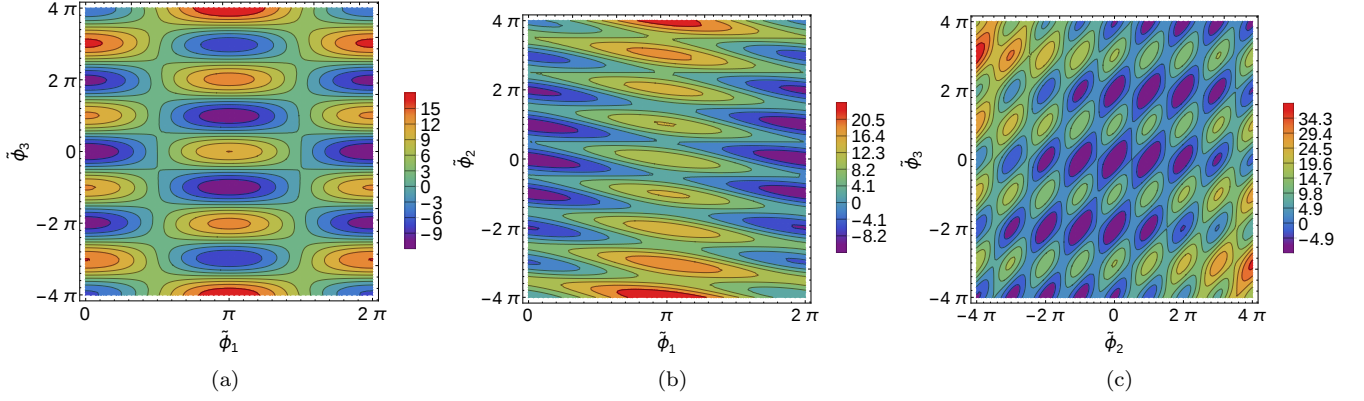 4 π
2 π
0
−2 π
−4 π
ϕ̃₃
0
π
2 π
ϕ̃₁
15
12
9
6
3
0
−3
−6
−9
(a)
4 π
2 π
0
−2 π
−4 π
ϕ̃₂
0
π
2 π
ϕ̃₁
20.5
16.4
12.3
8.2
4.1
0
−4.1
−8.2
(b)
4 π
2 π
0
−2 π
−4 π
ϕ̃₃
−4 π
−2 π
0
2 π
4 π
ϕ̃₂
34.3
29.4
24.5
19.6
14.7
9.8
4.9
0
−4.9
(c)